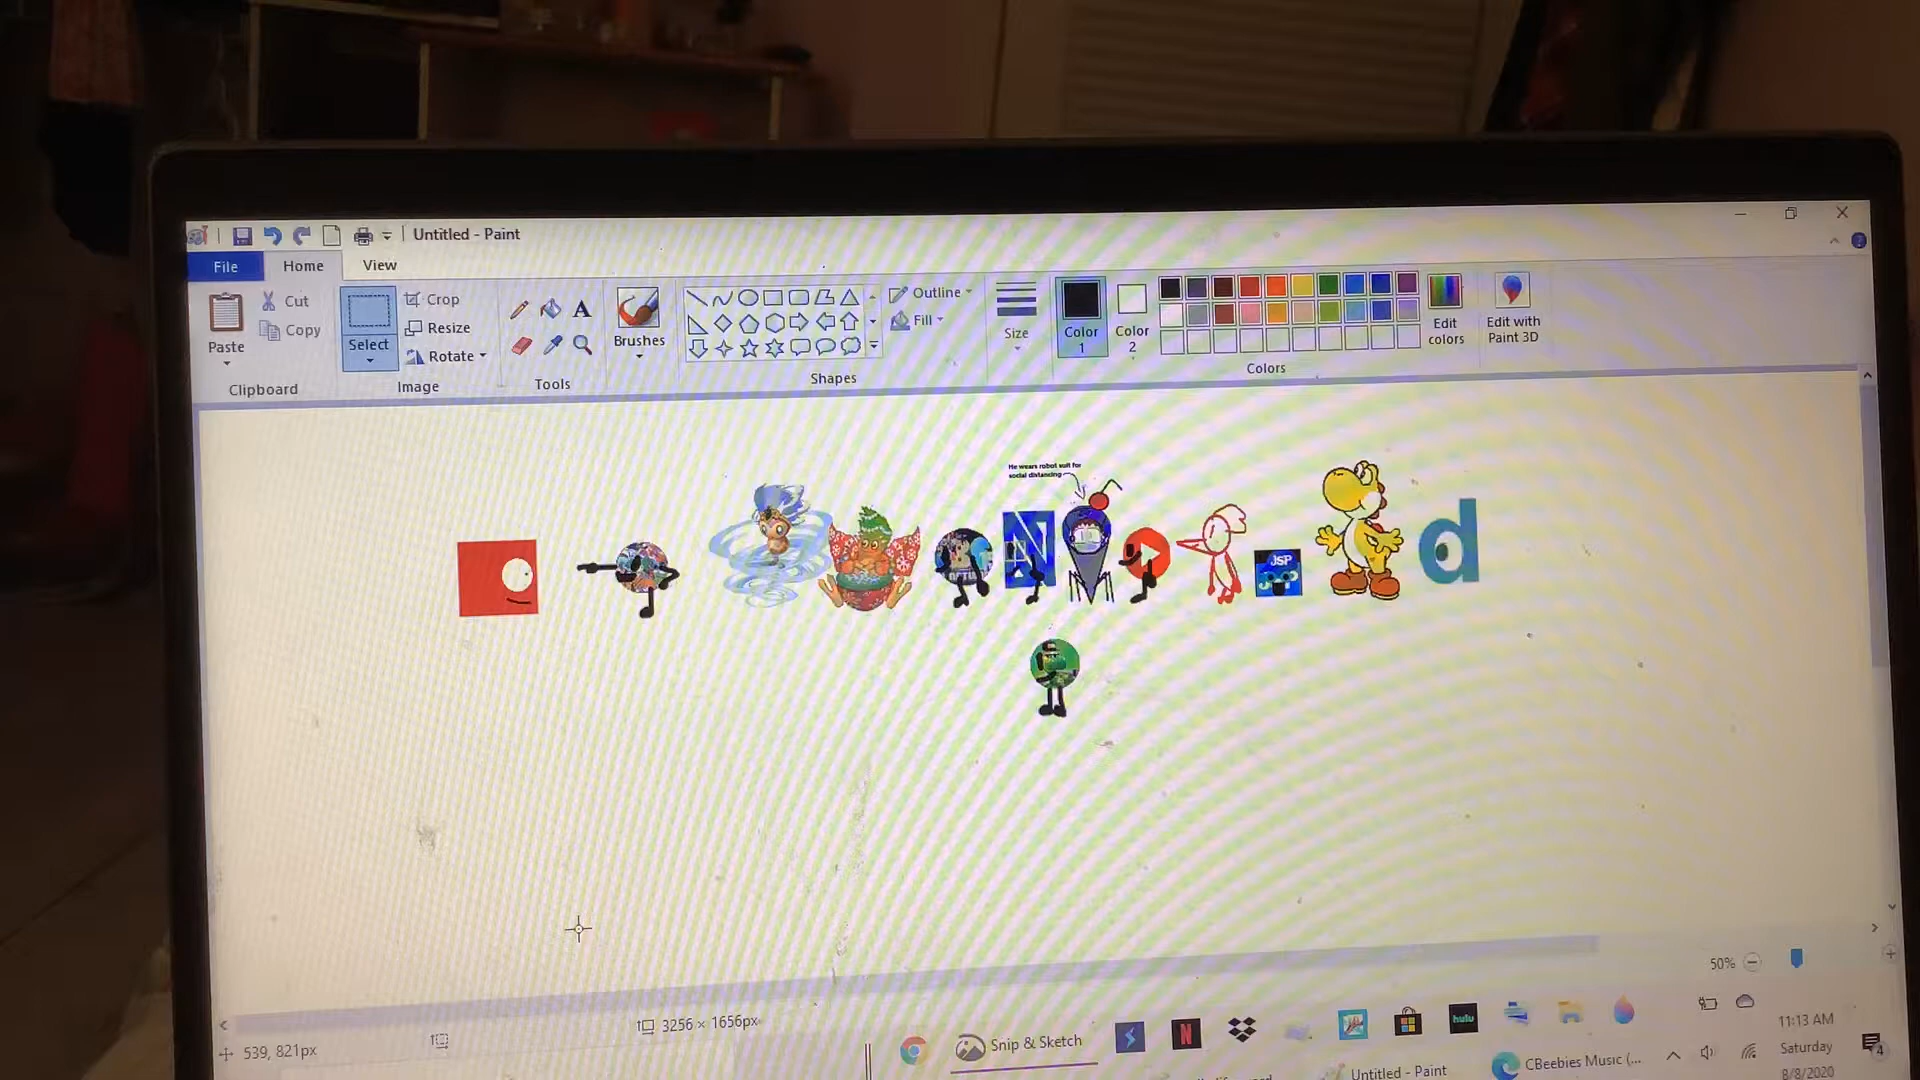 Untitled - Paint
File Home View
Cut
Copy
Paste
Clipboard
Crop
Resize
Rotate
Select
Image
A
Tools
Brushes
Outline
Fill
Shapes
Size
Color 1
Color 2
Colors
Edit colors
Edit with Paint 3D
He wears robot suit for
social distancing
N
JSP
d
50%
3256 × 1656px
539, 821px
Snip & Sketch
N
hulu
Untitled - Paint
CBeebies Music (...
11:13 AM
Saturday
8/8/2020
4